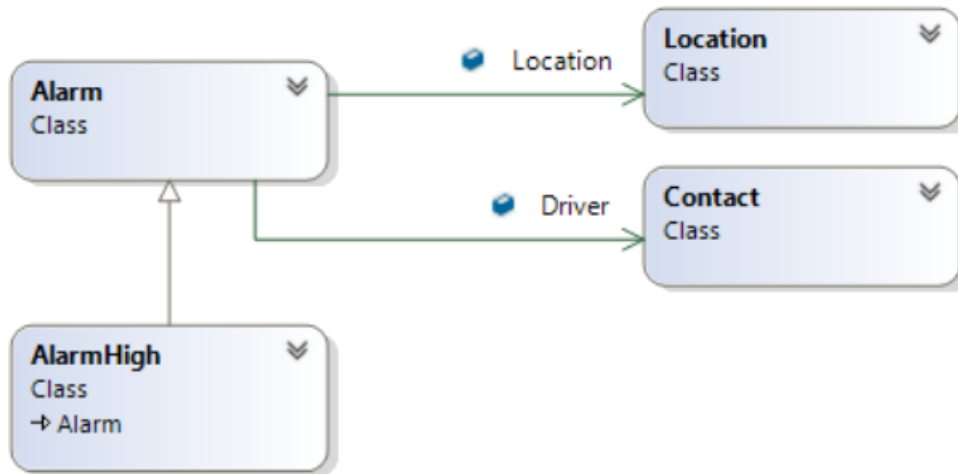 Alarm
Class
Location
Location
Class
Driver
Contact
Class
AlarmHigh
Class
Alarm